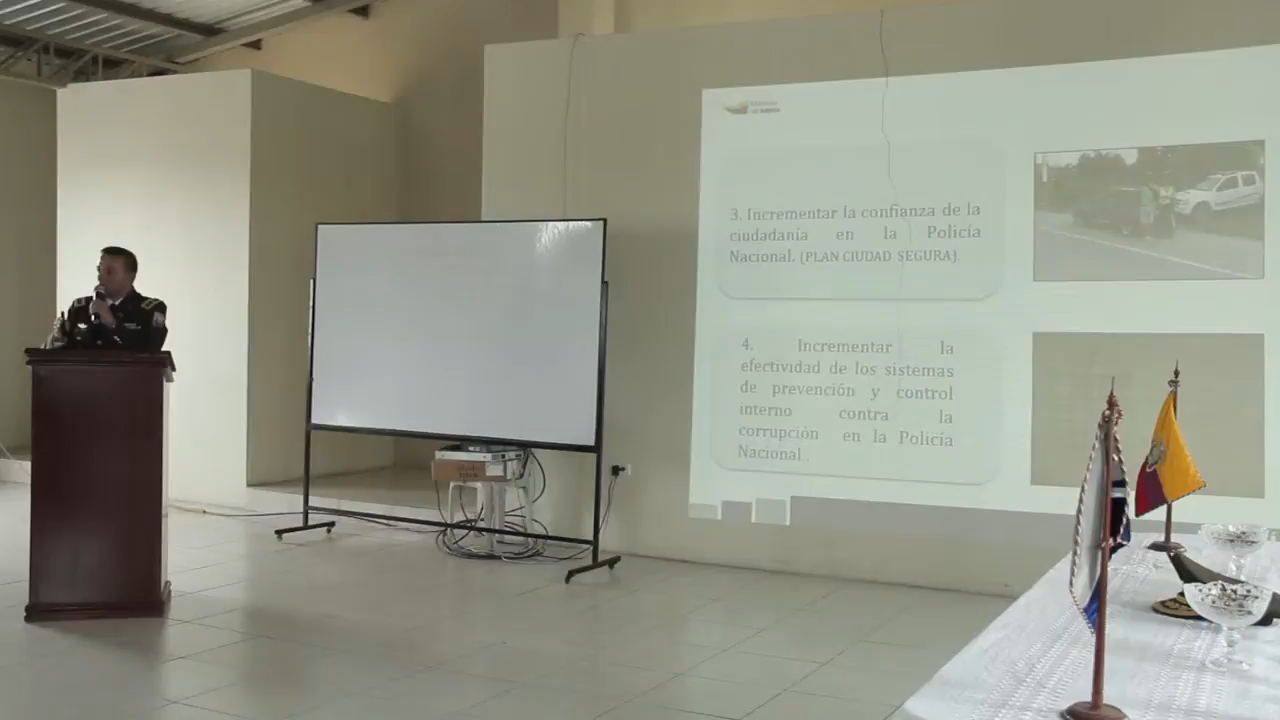 3. Incrementar la confianza de la
ciudadanía en la Policía
Nacional. (PLAN CIUDAD SEGURA).
4. Incrementar la
efectividad de los sistemas
de prevención y control
interno contra la
corrupción en la Policía
Nacional.